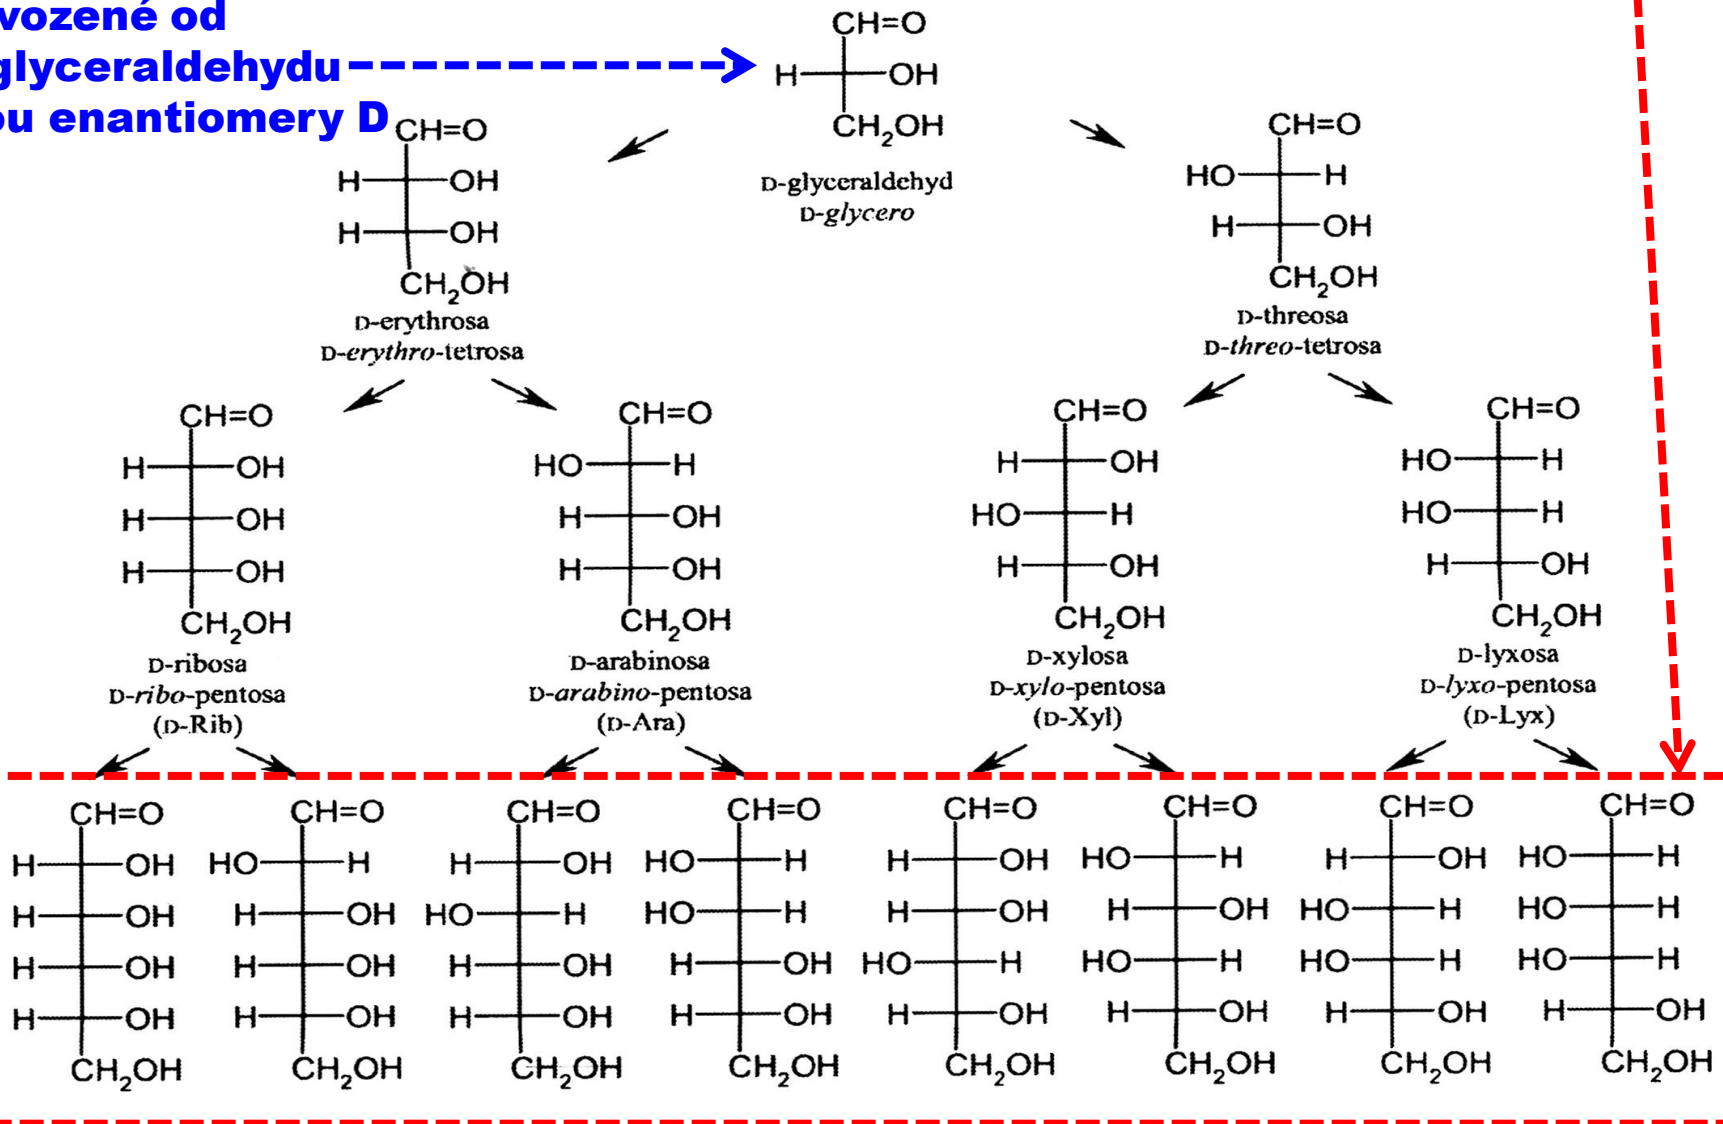 vozené od
glyceraldehydu
ou enantiomery D
CH=O
H OH
CH2OH
D-glyceraldehyd
D-glycero
CH=O
H OH
H OH
CH2OH
D-erythrosa
D-erythro-tetrosa
CH=O
HO H
H OH
CH2OH
D-threosa
D-threo-tetrosa
CH=O
H OH
H OH
H OH
CH2OH
D-ribosa
D-ribo-pentosa
(D-Rib)
CH=O
HO H
H OH
H OH
CH2OH
D-arabinosa
D-arabino-pentosa
(D-Ara)
CH=O
H OH
HO H
H OH
CH2OH
D-xylosa
D-xylo-pentosa
(D-Xyl)
CH=O
HO H
HO H
H OH
CH2OH
D-lyxosa
D-lyxo-pentosa
(D-Lyx)
CH=O
H OH
H OH
H OH
H OH
CH2OH
CH=O
HO H
H OH
H OH
H OH
CH2OH
CH=O
H OH
HO H
H OH
H OH
CH2OH
CH=O
HO H
HO H
H OH
H OH
CH2OH
CH=O
H OH
H OH
HO H
H OH
CH2OH
CH=O
HO H
H OH
HO H
H OH
CH2OH
CH=O
H OH
HO H
HO H
H OH
CH2OH
CH=O
HO H
HO H
HO H
H OH
CH2OH